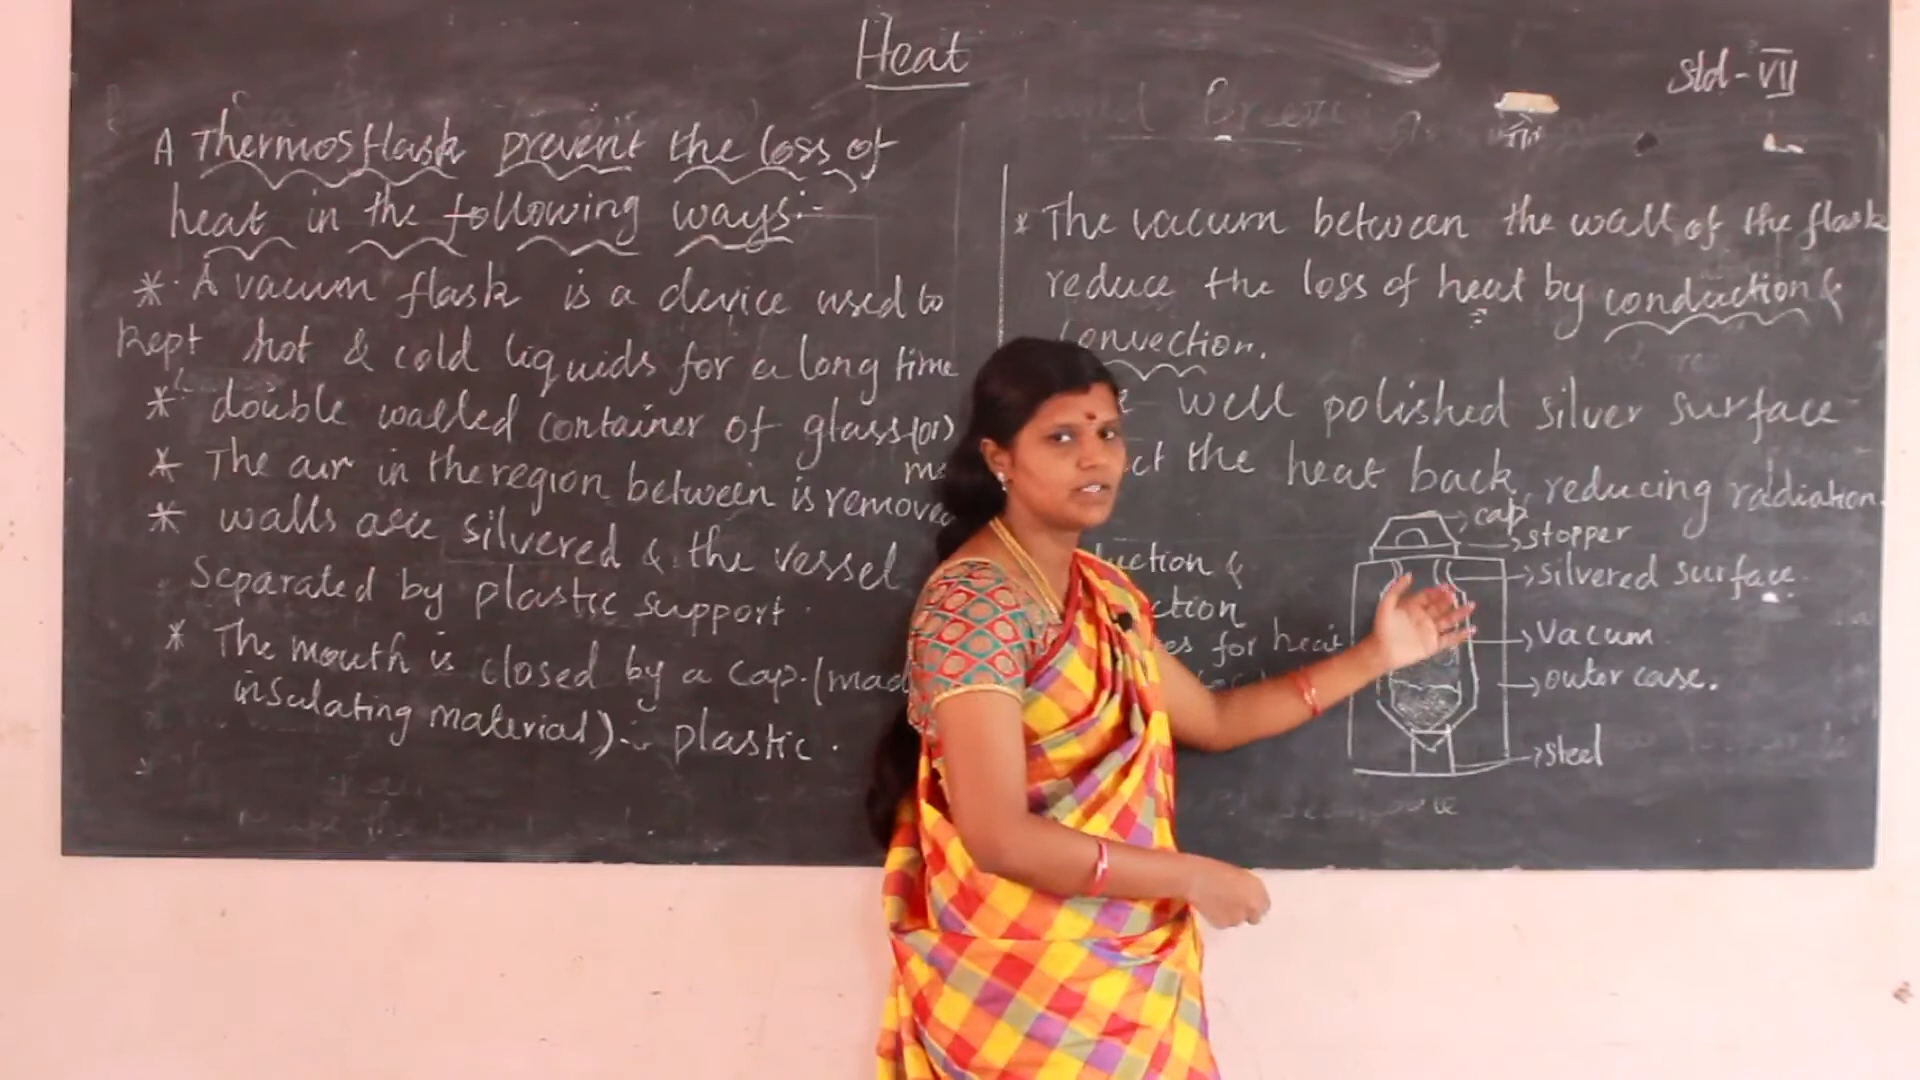 Heat
Std - VII
A Thermosflask prevent the loss of
heat in the following ways:-
* A vacum flask is a device used to
kept hot & cold liquids for a long time
* double walled container of glass (or)
* The air in the region between is removed
* walls are silvered & the vessel
Separated by plastic support.
* The mouth is closed by a cap. (mad
insulating material) plastic.
* The vacum between the wall of the flask
reduce the loss of heat by conduction &
convection.
well polished silver surface
the heat back, reducing radiation.
&
for heat
cap
stopper
silvered surface.
vacum
outer case.
steel